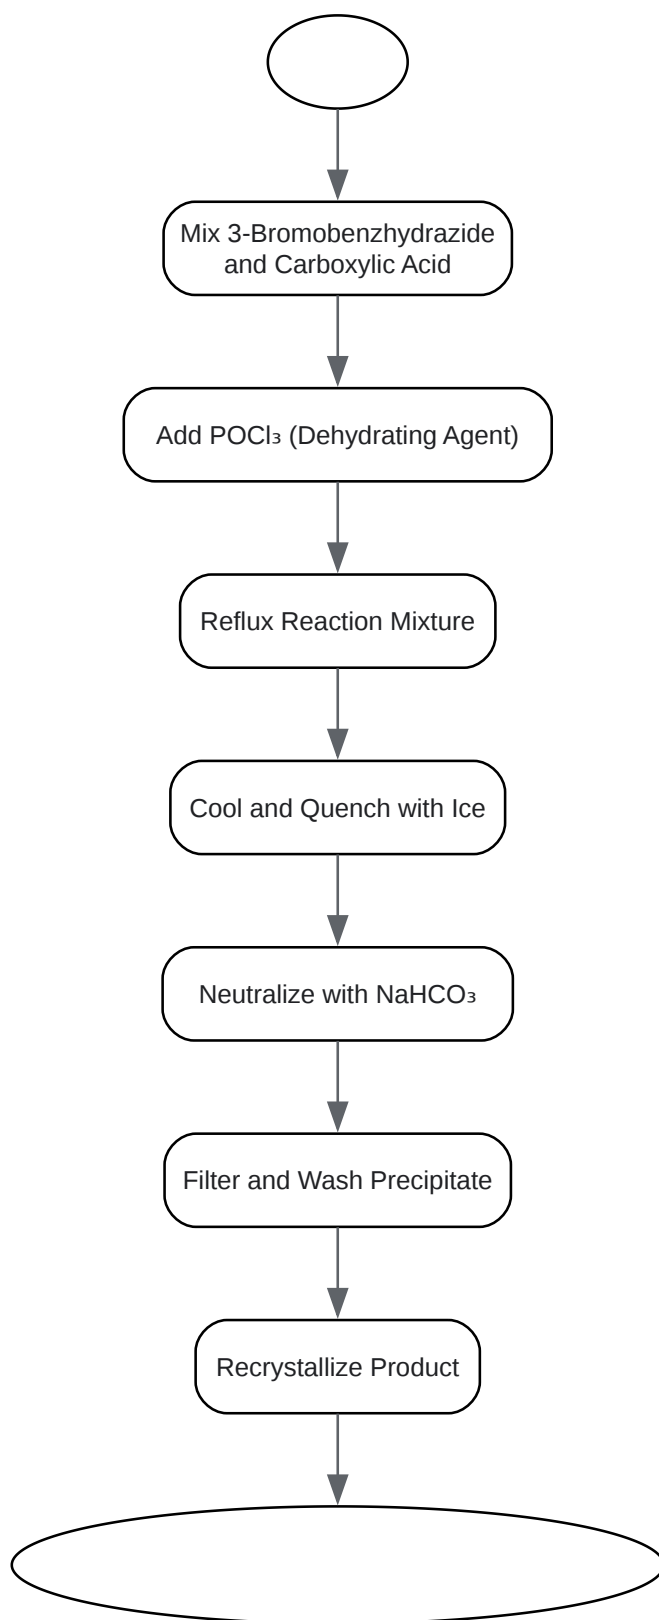 Mix 3-Bromobenzhydrazide
and Carboxylic Acid
Add POCl₃ (Dehydrating Agent)
Reflux Reaction Mixture
Cool and Quench with Ice
Neutralize with NaHCO₃
Filter and Wash Precipitate
Recrystallize Product